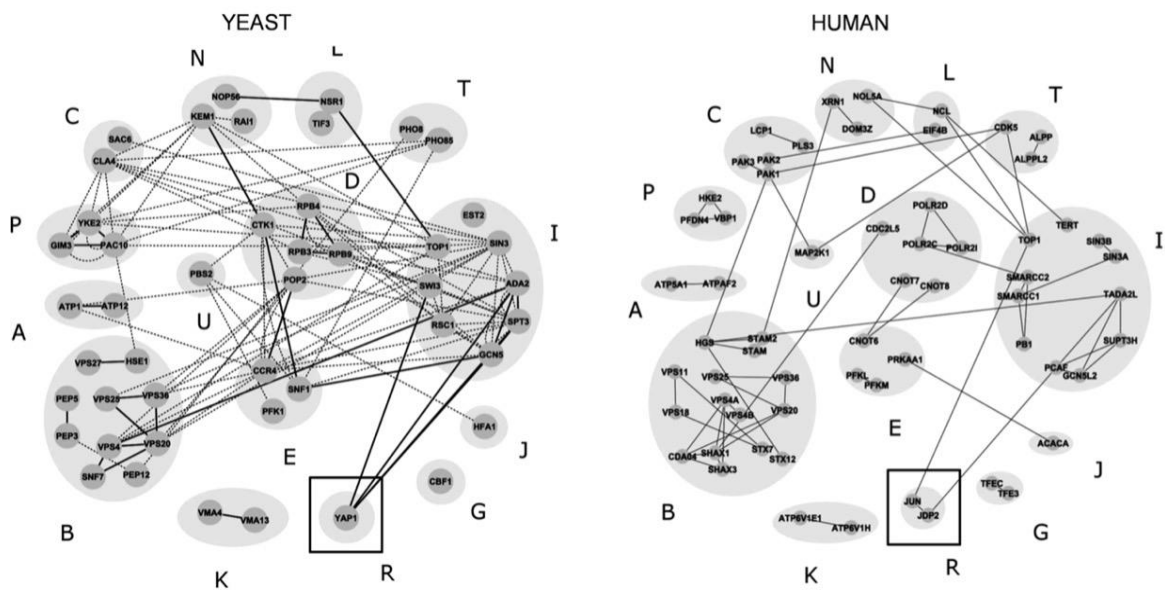 YEAST
HUMAN
N
L
T
C
NOP56
NSR1
KEM1
RAI1
TIF3
SAC6
CLA4
PHO8
PHO85
D
P
YKE2
GIM3
PAC10
RPB4
CTK1
RPB3
RPB9
EST2
TOP1
SIN3
I
PBS2
POP2
SWI3
ADA2
ATP1
ATP12
U
RSC1
SPT3
A
VPS27
HSE1
CCR4
GCN5
PEP5
VPS25
VPS36
SNF1
PFK1
PEP3
VPS4
VPS20
HFA1
SNF7
PEP12
E
J
CBF1
B
VMA4
VMA13
YAP1
G
K
R
N
L
T
C
XRN1
NOL5A
NCL
DOM3Z
EIF4B
CDK5
ALPP
ALPPL2
LCP1
PLS3
PAK3
PAK2
PAK1
P
HKE2
PFDN4
VBP1
D
POLR2D
CDC2L5
POLR2C
POLR2I
MAP2K1
TERT
TOP1
SIN3B
SIN3A
I
ATP5A1
ATPAF2
CNOT7
CNOT8
SMARCC2
SMARCC1
TADA2L
A
U
HGS
STAM2
STAM
CNOT6
PRKAA1
PB1
SUPT3H
PCAF
GCN5L2
VPS11
VPS25
VPS36
PFKL
PFKM
VPS4A
VPS4B
VPS18
VPS20
STX7
STX12
CDA04
SHAX1
SHAX3
E
ACACA
J
B
ATP6V1E1
ATP6V1H
JUN
JDP2
TFEC
TFE3
G
K
R